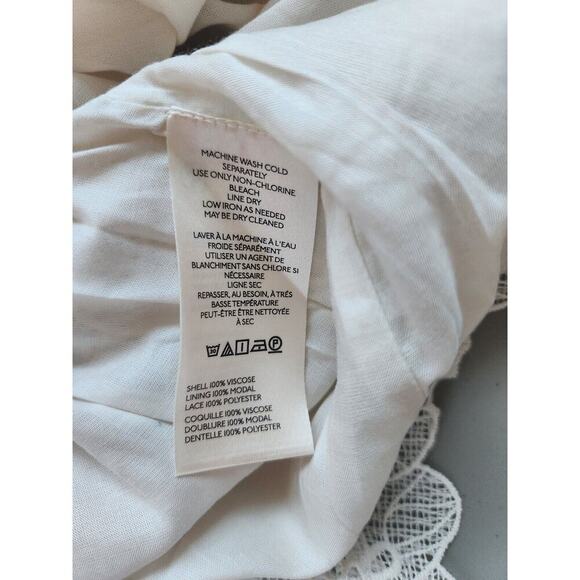 MACHINE WASH COLD
SEPARATELY
USE ONLY NON-CHLORINE
BLEACH
LINE DRY
LOW IRON AS NEEDED
MAY BE DRY CLEANED
LAVER À LA MACHINE À L'EAU
FROIDE SÉPARÉMENT
UTILISER UN AGENT DE
BLANCHIMENT SANS CHLORE SI
NÉCESSAIRE
LIGNE SEC
REPASSER, AU BESOIN, À TRÉS
BASSE TEMPÉRATURE
PEUT-ÊTRE ÊTRE NETTOYÉE
À SEC
30 P
SHELL 100% VISCOSE
LINING 100% MODAL
LACE 100% POLYESTER
COQUILLE 100% VISCOSE
DOUBLIJURE 100% MODAL
DENTELLE 100% POLYESTER